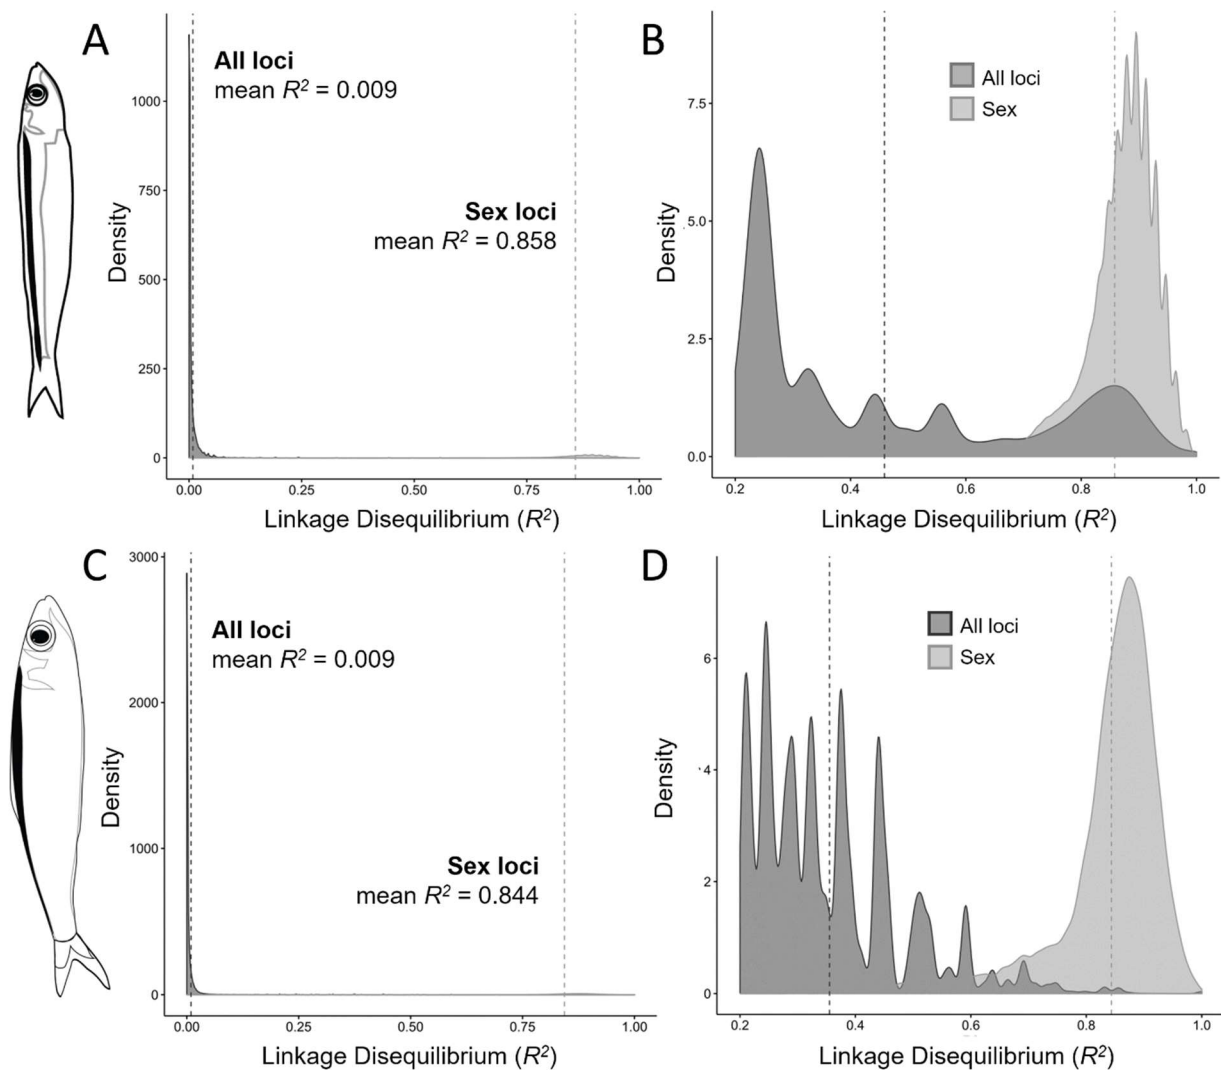 A
All loci
mean R² = 0.009
Sex loci
mean R² = 0.858
Density
1000
750
500
250
0
0.00 0.25 0.50 0.75 1.00
Linkage Disequilibrium (R²)
B
All loci
Sex
Density
7.5
5.0
2.5
0.0
0.2 0.4 0.6 0.8 1.0
Linkage Disequilibrium (R²)
C
All loci
mean R² = 0.009
Sex loci
mean R² = 0.844
Density
3000
2000
1000
0
0.00 0.25 0.50 0.75 1.00
Linkage Disequilibrium (R²)
D
All loci
Sex
Density
6
4
2
0
0.2 0.4 0.6 0.8 1.0
Linkage Disequilibrium (R²)